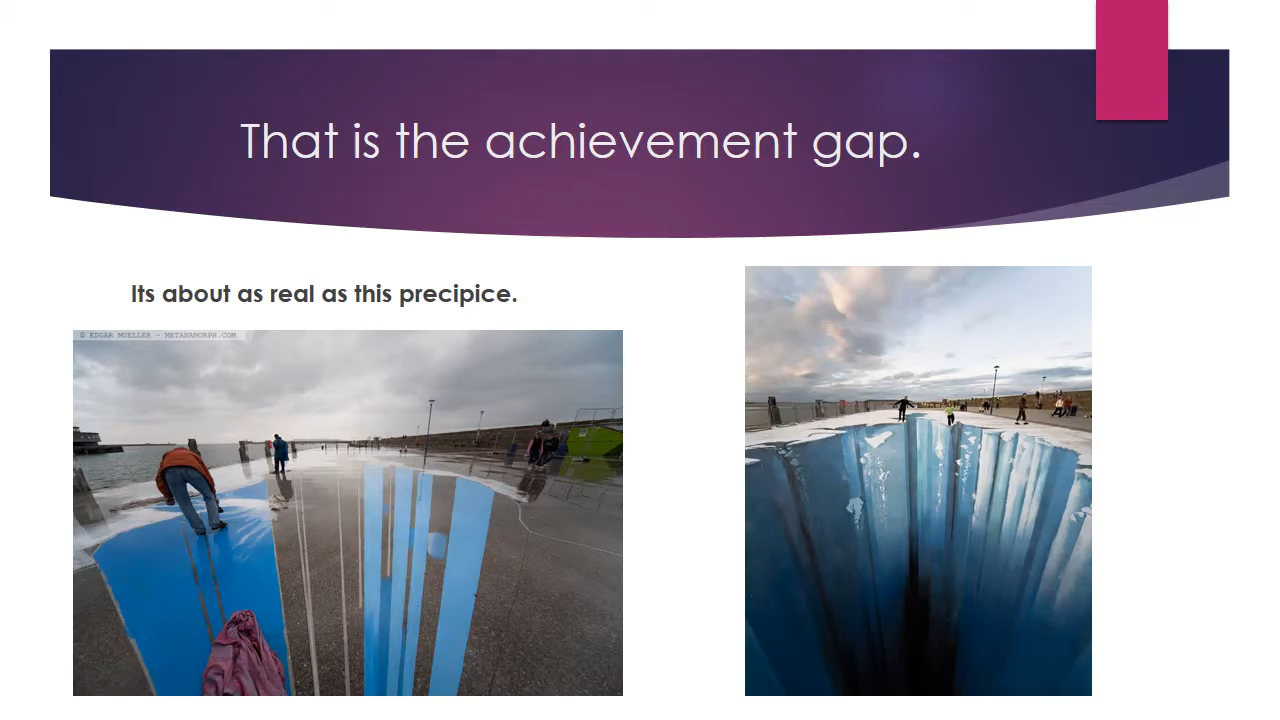 That is the achievement gap.
Its about as real as this precipice.
© EDGAR MUELLER – METANAMORPH.COM